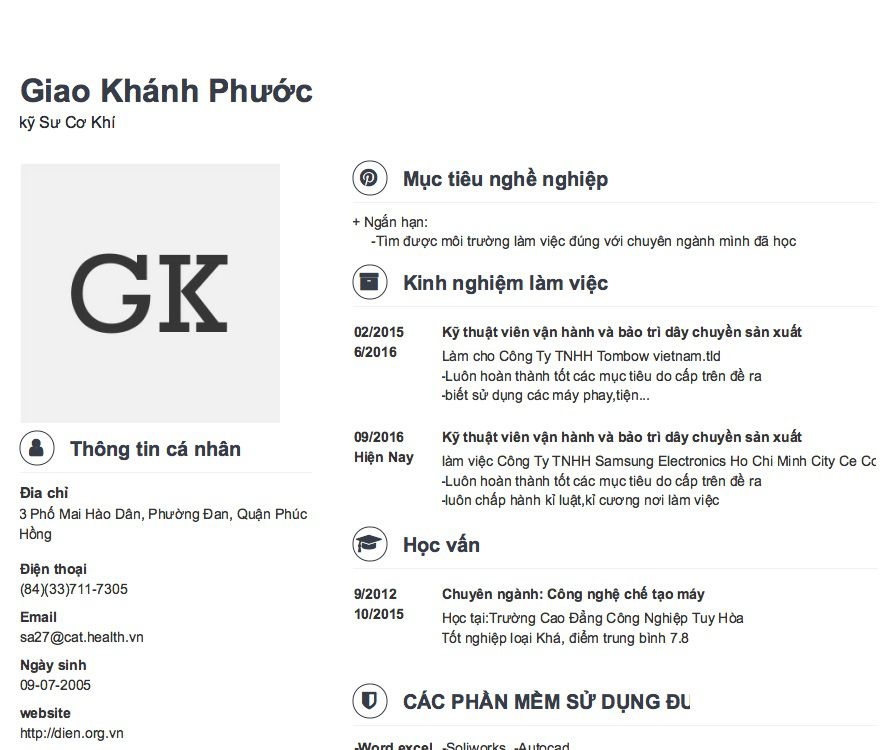 Giao Khánh Phước
kỹ Sư Cơ Khí
GK
Thông tin cá nhân
Đia chỉ
3 Phố Mai Hào Dân, Phường Đan, Quận Phúc
Hồng
Điện thoại
(84)(33)711-7305
Email
sa27@cat.health.vn
Ngày sinh
09-07-2005
website
http://dien.org.vn
Mục tiêu nghề nghiệp
+ Ngắn hạn:
-Tìm được môi trường làm việc đúng với chuyên ngành mình đã học
Kinh nghiệm làm việc
02/2015
6/2016
Kỹ thuật viên vận hành và bảo trì dây chuyền sản xuất
Làm cho Công Ty TNHH Tombow vietnam.tld
-Luôn hoàn thành tốt các mục tiêu do cấp trên đề ra
-biết sử dụng các máy phay,tiện...
09/2016
Hiện Nay
Kỹ thuật viên vận hành và bảo trì dây chuyền sản xuất
làm việc Công Ty TNHH Samsung Electronics Ho Chi Minh City Ce Co
-Luôn hoàn thành tốt các mục tiêu do cấp trên đề ra
-luôn chấp hành kỉ luật,kỉ cương nơi làm việc
Học vấn
9/2012
10/2015
Chuyên ngành: Công nghệ chế tạo máy
Học tại:Trường Cao Đẳng Công Nghiệp Tuy Hòa
Tốt nghiệp loại Khá, điểm trung bình 7.8
CÁC PHẦN MỀM SỬ DỤNG
-Word excel -Soliworks -Autocad